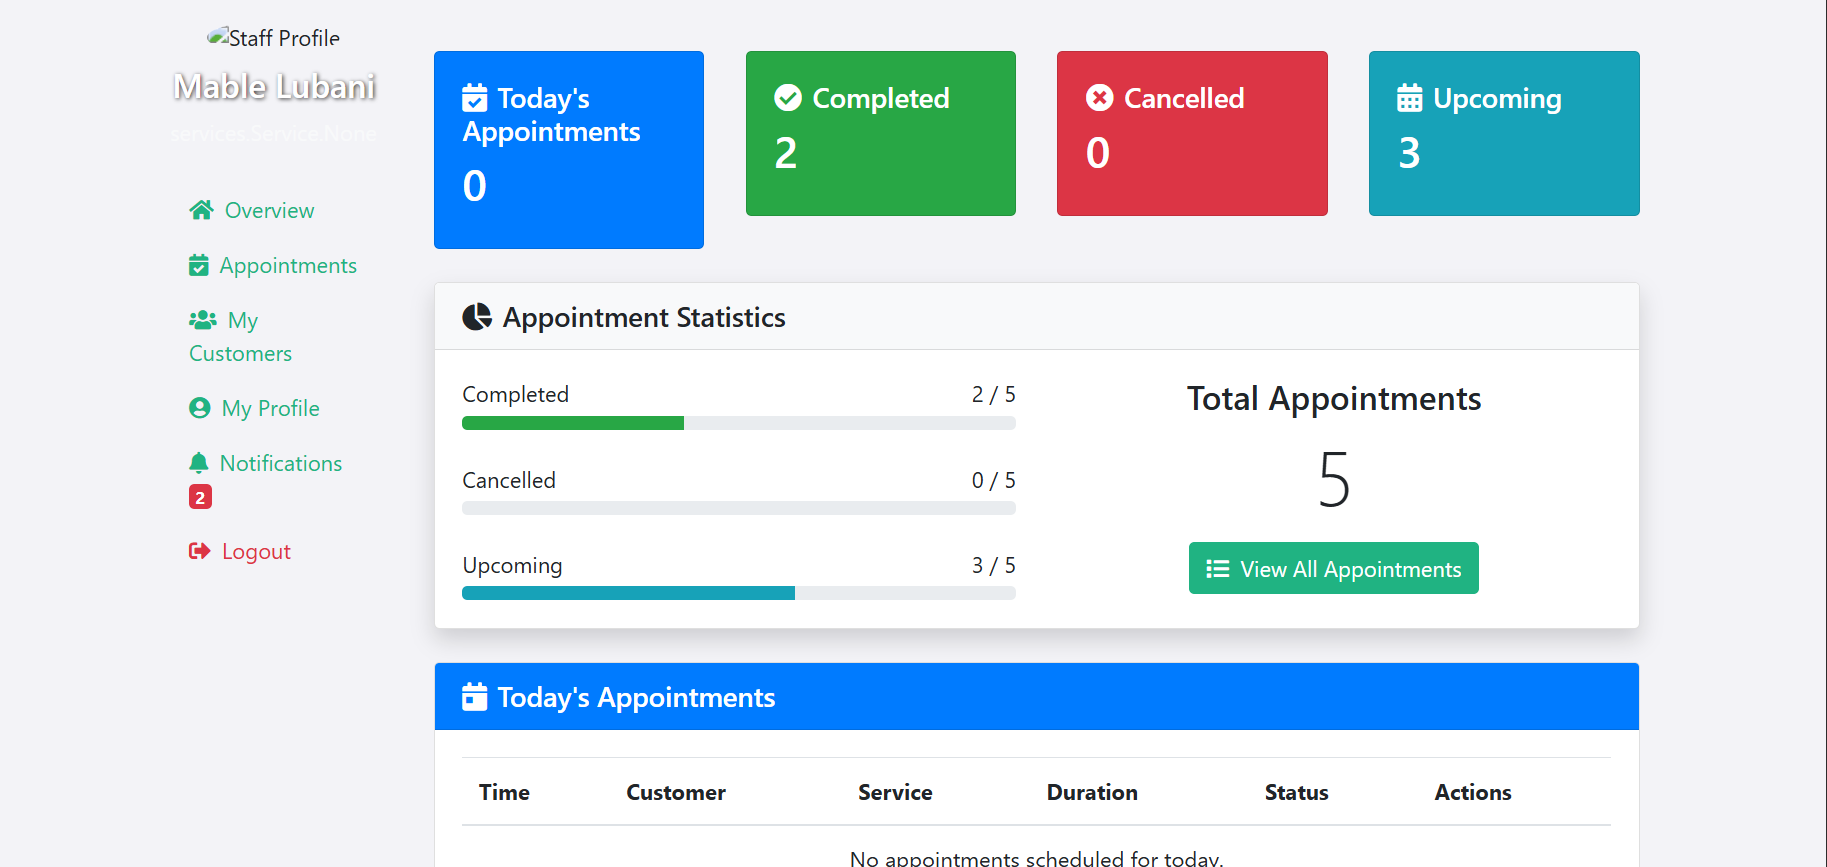 Staff Profile
Mable Lubani
services.Service.None
Overview
Appointments
My
Customers
My Profile
Notifications
2
Logout
Today's
Appointments
0
Completed
2
Cancelled
0
Upcoming
3
Appointment Statistics
Completed 2 / 5
Cancelled 0 / 5
Upcoming 3 / 5
Total Appointments
5
View All Appointments
Today's Appointments
Time Customer Service Duration Status Actions
No appointments scheduled for today.